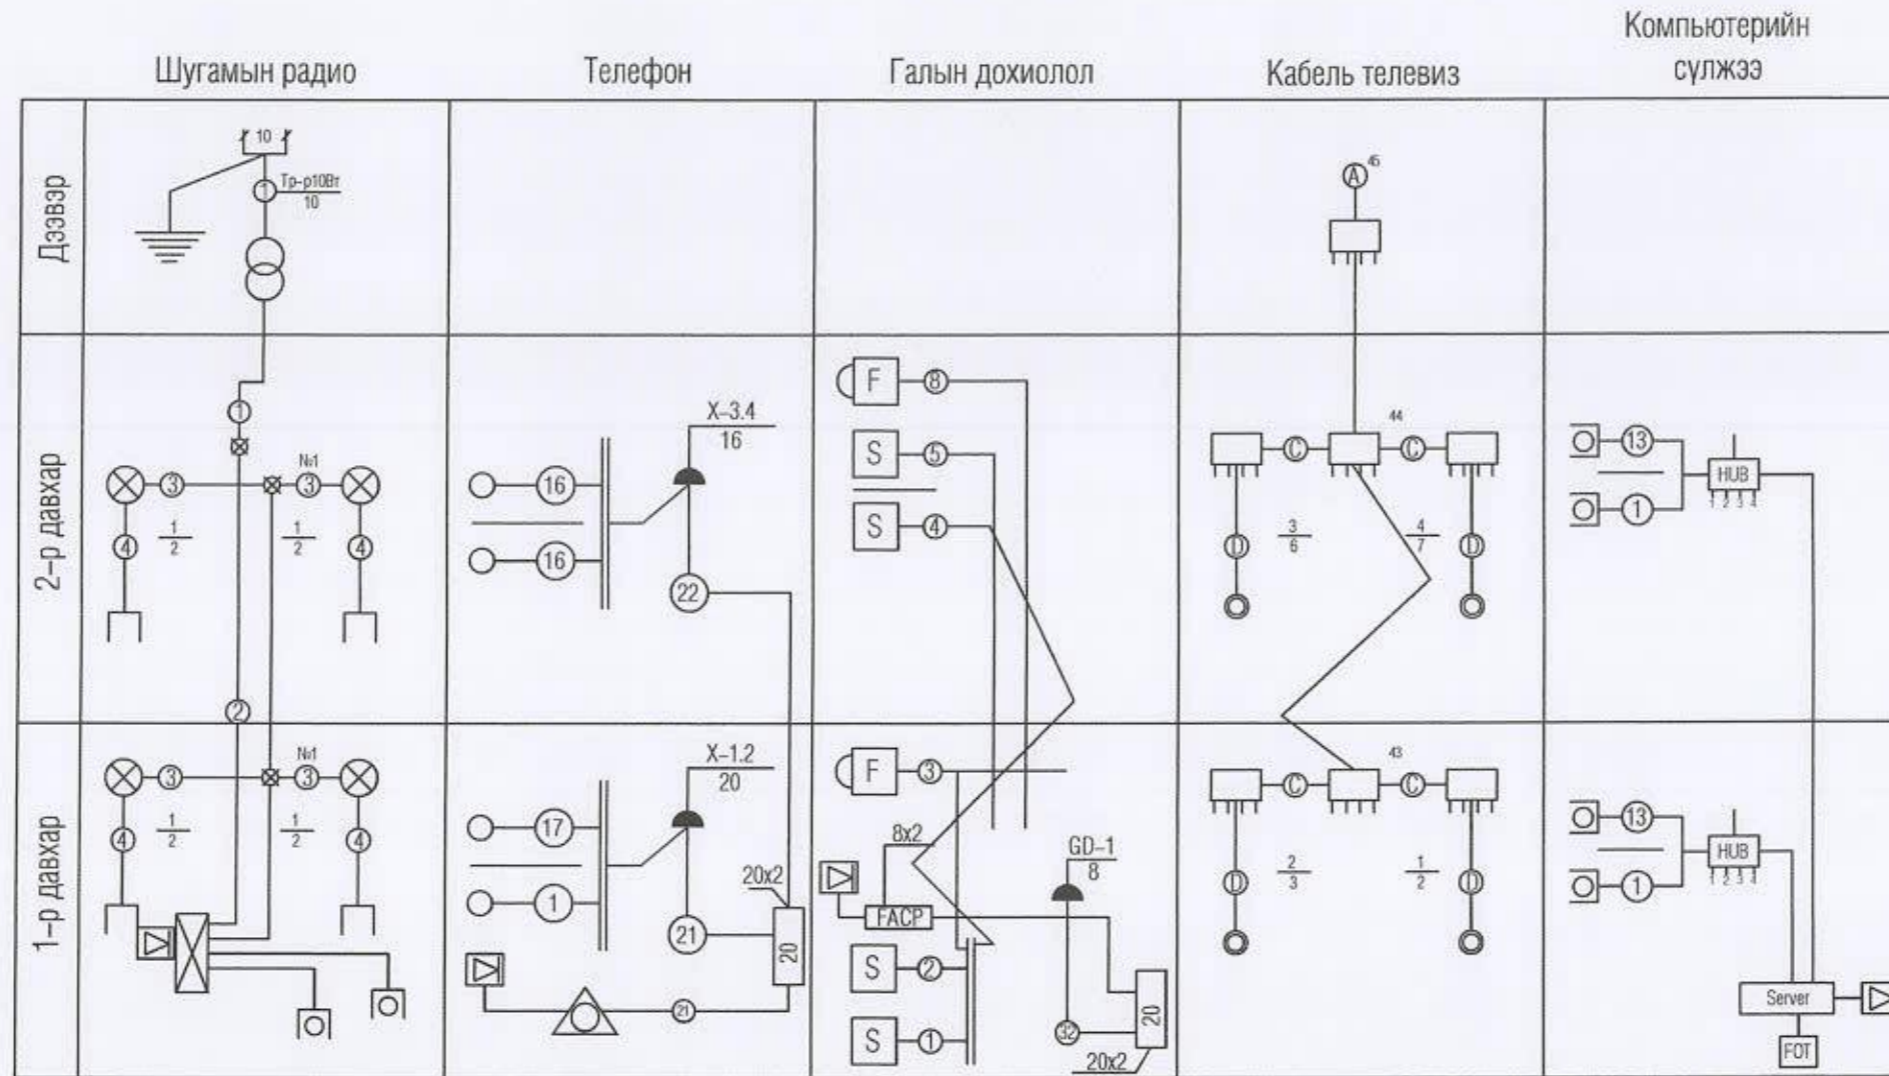 Шугамын радио
Телефон
Галын дохиолол
Кабель телевиз
Компьютерийн
сүлжээ
Дээвэр
10
1
Тр-р10Вт
10
A
45
2-р давхар
1
3
№1
3
4
1
2
1
2
4
2
16
16
X-3.4
16
22
F
8
S
5
S
4
44
C
C
D
3
6
4
7
D
13
1
HUB
1 2 3 4
1-р давхар
3
№1
3
4
1
2
1
2
4
17
1
X-1.2
20
21
20x2
20
21
F
3
8x2
FACP
GD-1
8
S
2
S
1
32
20
20x2
43
C
C
D
2
3
1
2
D
13
1
HUB
1 2 3 4
Server
FOT